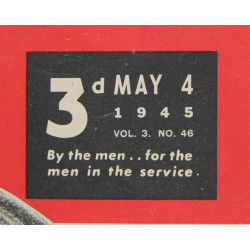 3d MAY 4
1945
VOL. 3. NO. 46
By the men .. for the
men in the service.